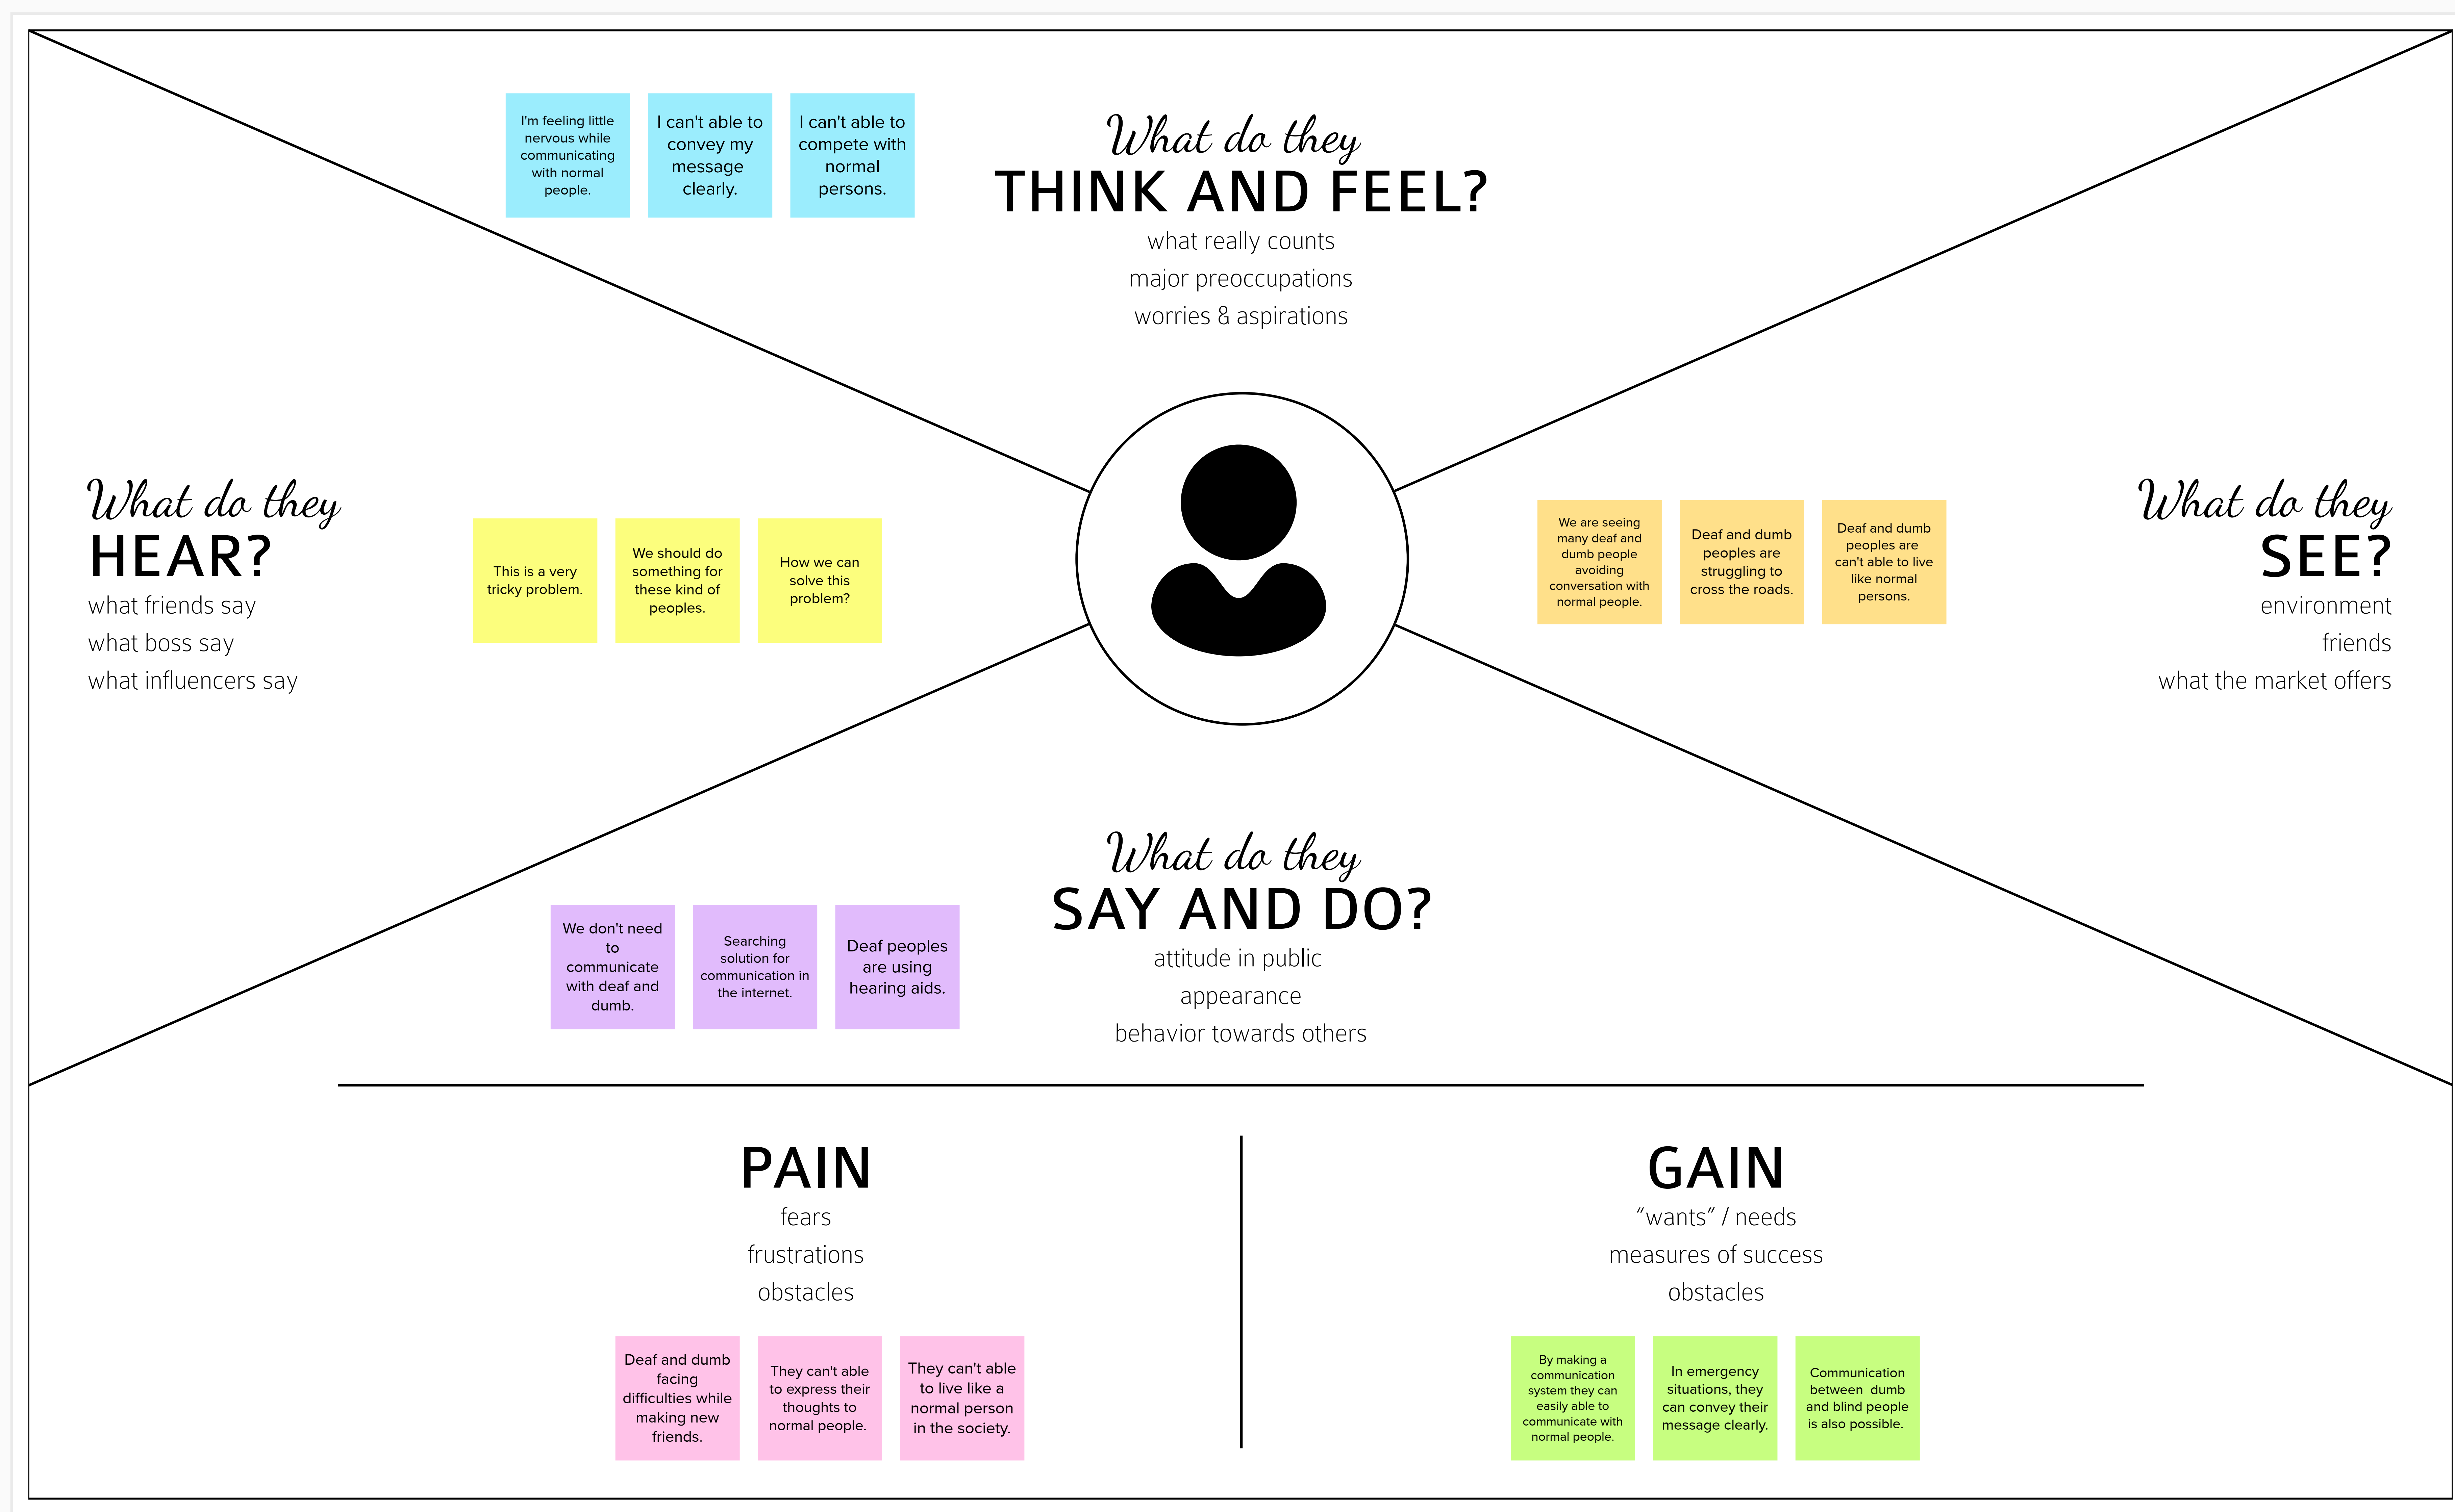 I'm feeling little
nervous while
communicating
with normal
people.
I can't able to
convey my
message
clearly.
I can't able to
compete with
normal
persons.
What do they
THINK AND FEEL?
what really counts
major preoccupations
worries & aspirations
What do they
HEAR?
what friends say
what boss say
what influencers say
This is a very
tricky problem.
We should do
something for
these kind of
peoples.
How we can
solve this
problem?
We are seeing
many deaf and
dumb people
avoiding
conversation with
normal people.
Deaf and dumb
peoples are
struggling to
cross the roads.
Deaf and dumb
peoples are
can't able to live
like normal
persons.
What do they
SEE?
environment
friends
what the market offers
We don't need
to
communicate
with deaf and
dumb.
Searching
solution for
communication in
the internet.
Deaf peoples
are using
hearing aids.
What do they
SAY AND DO?
attitude in public
appearance
behavior towards others
PAIN
fears
frustrations
obstacles
Deaf and dumb
facing
difficulties while
making new
friends.
They can't able
to express their
thoughts to
normal people.
They can't able
to live like a
normal person
in the society.
GAIN
“wants” / needs
measures of success
obstacles
By making a
communication
system they can
easily able to
communicate with
normal people.
In emergency
situations, they
can convey their
message clearly.
Communication
between  dumb
and blind people
is also possible.